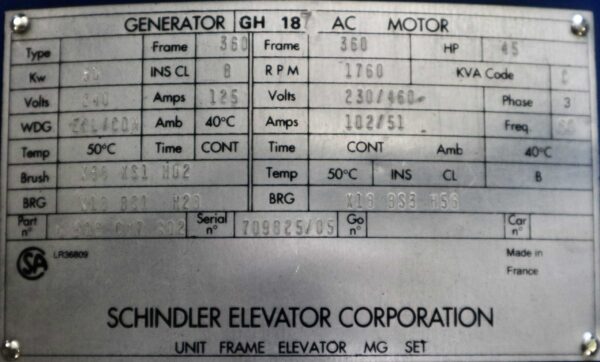 GENERATOR GH 187 AC MOTOR
Type Frame 360 Frame 360 HP 45
Kw INS CL B RPM 1760 KVA Code
Volts 240 Amps 125 Volts 230/460 Phase 3
WDG Amb 40°C Amps 102/51 Freq. 60
Temp 50°C Time CONT Time CONT Amb 40°C
Brush Temp 50°C INS CL B
BRG BRG
Part n° Serial n° 709825/05 Go n° Car n°
SA LR36809 Made in
France
SCHINDLER ELEVATOR CORPORATION
UNIT FRAME ELEVATOR MG SET